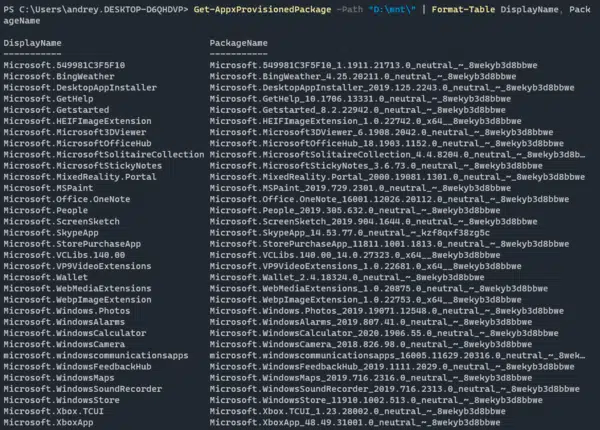 PS C:\Users\andrey.DESKTOP-D6QHDVP> Get-AppxProvisionedPackage -Path "D:\mnt\" | Format-Table DisplayName, Pack
ageName
DisplayName PackageName
----------- -----------
Microsoft.549981C3F5F10 Microsoft.549981C3F5F10_1.1911.21713.0_neutral_~_8wekyb3d8bbwe
Microsoft.BingWeather Microsoft.BingWeather_4.25.20211.0_neutral_~_8wekyb3d8bbwe
Microsoft.DesktopAppInstaller Microsoft.DesktopAppInstaller_2019.125.2243.0_neutral_~_8wekyb3d8bbwe
Microsoft.GetHelp Microsoft.GetHelp_10.1706.13331.0_neutral_~_8wekyb3d8bbwe
Microsoft.Getstarted Microsoft.Getstarted_8.2.22942.0_neutral_~_8wekyb3d8bbwe
Microsoft.HEIFImageExtension Microsoft.HEIFImageExtension_1.0.22742.0_x64__8wekyb3d8bbwe
Microsoft.Microsoft3DViewer Microsoft.Microsoft3DViewer_6.1908.2042.0_neutral_~_8wekyb3d8bbwe
Microsoft.MicrosoftOfficeHub Microsoft.MicrosoftOfficeHub_18.1903.1152.0_neutral_~_8wekyb3d8bbwe
Microsoft.MicrosoftSolitaireCollection Microsoft.MicrosoftSolitaireCollection_4.4.8204.0_neutral_~_8wekyb3d8b…
Microsoft.MicrosoftStickyNotes Microsoft.MicrosoftStickyNotes_3.6.73.0_neutral_~_8wekyb3d8bbwe
Microsoft.MixedReality.Portal Microsoft.MixedReality.Portal_2000.19081.1301.0_neutral_~_8wekyb3d8bbwe
Microsoft.MSPaint Microsoft.MSPaint_2019.729.2301.0_neutral_~_8wekyb3d8bbwe
Microsoft.Office.OneNote Microsoft.Office.OneNote_16001.12026.20112.0_neutral_~_8wekyb3d8bbwe
Microsoft.People Microsoft.People_2019.305.632.0_neutral_~_8wekyb3d8bbwe
Microsoft.ScreenSketch Microsoft.ScreenSketch_2019.904.1644.0_neutral_~_8wekyb3d8bbwe
Microsoft.SkypeApp Microsoft.SkypeApp_14.53.77.0_neutral_~_kzf8qxf38zg5c
Microsoft.StorePurchaseApp Microsoft.StorePurchaseApp_11811.1001.1813.0_neutral_~_8wekyb3d8bbwe
Microsoft.VCLibs.140.00 Microsoft.VCLibs.140.00_14.0.27323.0_x64__8wekyb3d8bbwe
Microsoft.VP9VideoExtensions Microsoft.VP9VideoExtensions_1.0.22681.0_x64__8wekyb3d8bbwe
Microsoft.Wallet Microsoft.Wallet_2.4.18324.0_neutral_~_8wekyb3d8bbwe
Microsoft.WebMediaExtensions Microsoft.WebMediaExtensions_1.0.20875.0_neutral_~_8wekyb3d8bbwe
Microsoft.WebpImageExtension Microsoft.WebpImageExtension_1.0.22753.0_x64__8wekyb3d8bbwe
Microsoft.Windows.Photos Microsoft.Windows.Photos_2019.19071.12548.0_neutral_~_8wekyb3d8bbwe
Microsoft.WindowsAlarms Microsoft.WindowsAlarms_2019.807.41.0_neutral_~_8wekyb3d8bbwe
Microsoft.WindowsCalculator Microsoft.WindowsCalculator_2020.1906.55.0_neutral_~_8wekyb3d8bbwe
Microsoft.WindowsCamera Microsoft.WindowsCamera_2018.826.98.0_neutral_~_8wekyb3d8bbwe
microsoft.windowscommunicationsapps microsoft.windowscommunicationsapps_16005.11629.20316.0_neutral_~_8wek…
Microsoft.WindowsFeedbackHub Microsoft.WindowsFeedbackHub_2019.1111.2029.0_neutral_~_8wekyb3d8bbwe
Microsoft.WindowsMaps Microsoft.WindowsMaps_2019.716.2316.0_neutral_~_8wekyb3d8bbwe
Microsoft.WindowsSoundRecorder Microsoft.WindowsSoundRecorder_2019.716.2313.0_neutral_~_8wekyb3d8bbwe
Microsoft.WindowsStore Microsoft.WindowsStore_11910.1002.513.0_neutral_~_8wekyb3d8bbwe
Microsoft.Xbox.TCUI Microsoft.Xbox.TCUI_1.23.28002.0_neutral_~_8wekyb3d8bbwe
Microsoft.XboxApp Microsoft.XboxApp_48.49.31001.0_neutral_~_8wekyb3d8bbwe